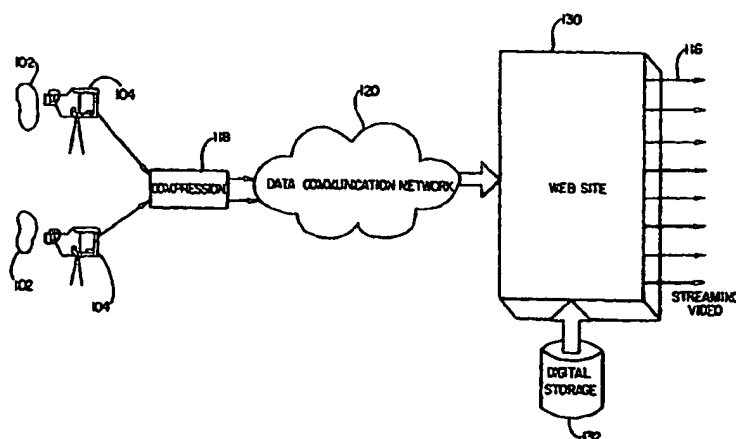 130
116
102
104
120
118
COMPRESSION
DATA COMMUNICATION NETWORK
WEB SITE
102
104
STREAMING
VIDEO
DIGITAL
STORAGE
132